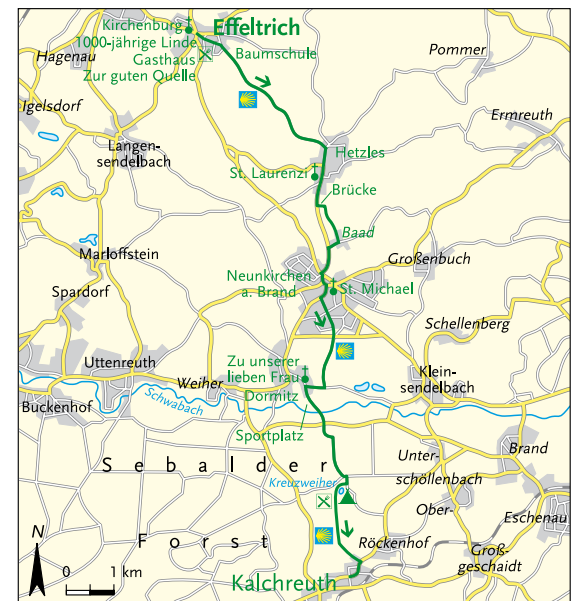 Kirchenburg
Effeltrich
1000-jährige Linde
Gasthaus
Zur guten Quelle
Baumschule
Hagenau
Pommer
Igelsdorf
Ermreuth
Langen-
sendelbach
Hetzles
St. Laurenzi
Brücke
Baad
Marloffstein
Großenbuch
Neunkirchen
a. Brand
St. Michael
Spardorf
Schellenberg
Uttenreuth
Zu unserer
lieben Frau
Weiher
Dormitz
Klein-
sendelbach
Buckenhof
Schwabach
Sportplatz
Unter-
schöllenbach
Brand
Sebalder
Kreuzweiher
Ober-
Eschenau
Forst
Röckenhof
Groß-
geschaidt
Kalchreuth
N
0 1 km